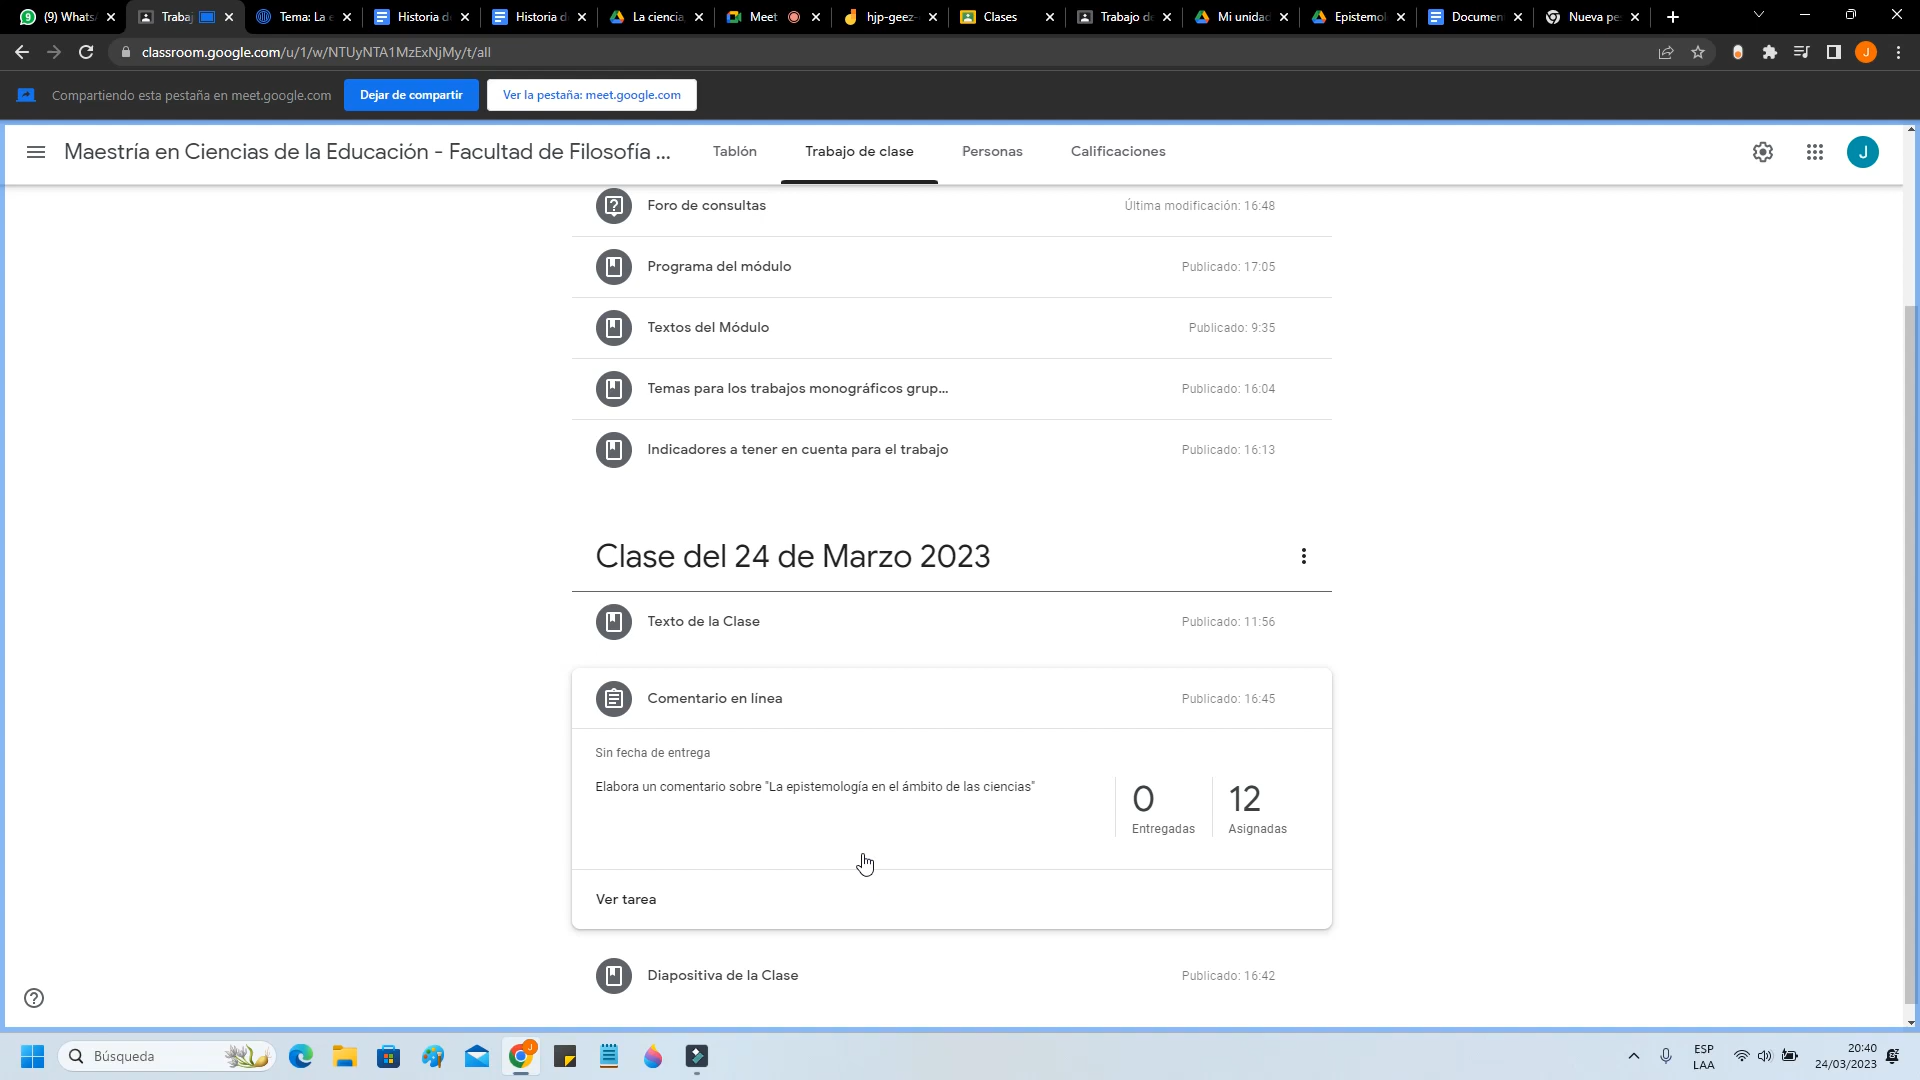 (9) Whats
Trabaj
Tema: La e
Historia d
Historia d
La ciencia
Meet
hjp-geez-
Clases
Trabajo de
Mi unidad
Epistemol
Documen
Nueva pe
classroom.google.com/u/1/w/NTUyNTA1MzExNjMy/t/all
J
Compartiendo esta pestaña en meet.google.com
Dejar de compartir
Ver la pestaña: meet.google.com
Maestría en Ciencias de la Educación - Facultad de Filosofía ...
Tablón
Trabajo de clase
Personas
Calificaciones
J
Foro de consultas
Última modificación: 16:48
Programa del módulo
Publicado: 17:05
Textos del Módulo
Publicado: 9:35
Temas para los trabajos monográficos grup...
Publicado: 16:04
Indicadores a tener en cuenta para el trabajo
Publicado: 16:13
Clase del 24 de Marzo 2023
Texto de la Clase
Publicado: 11:56
Comentario en línea
Publicado: 16:45
Sin fecha de entrega
Elabora un comentario sobre "La epistemología en el ámbito de las ciencias"
0
Entregadas
12
Asignadas
Ver tarea
Diapositiva de la Clase
Publicado: 16:42
Búsqueda
ESP
LAA
20:40
24/03/2023